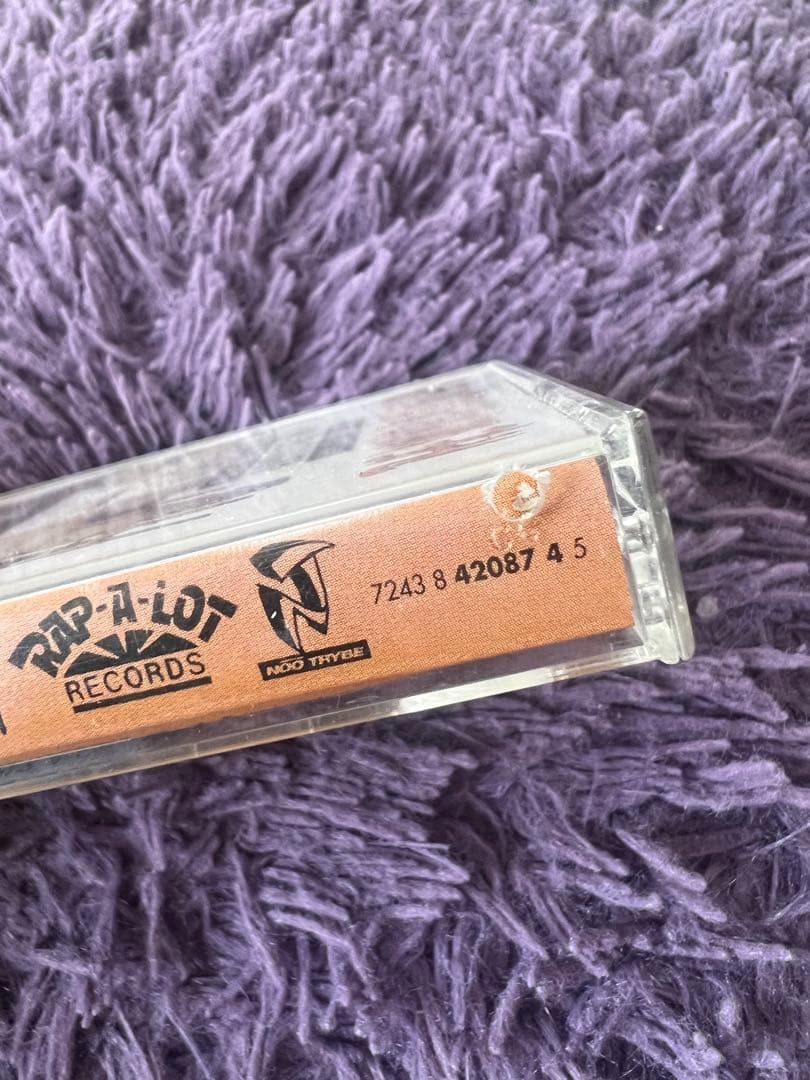 RAP-A-LOT
RECORDS
NOO TRYBE
7243 8 42087 4 5